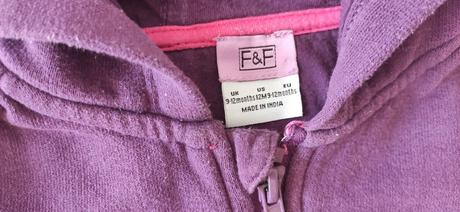 F&F
UK US EU
9-12months 12M 9-12months
MADE IN INDIA